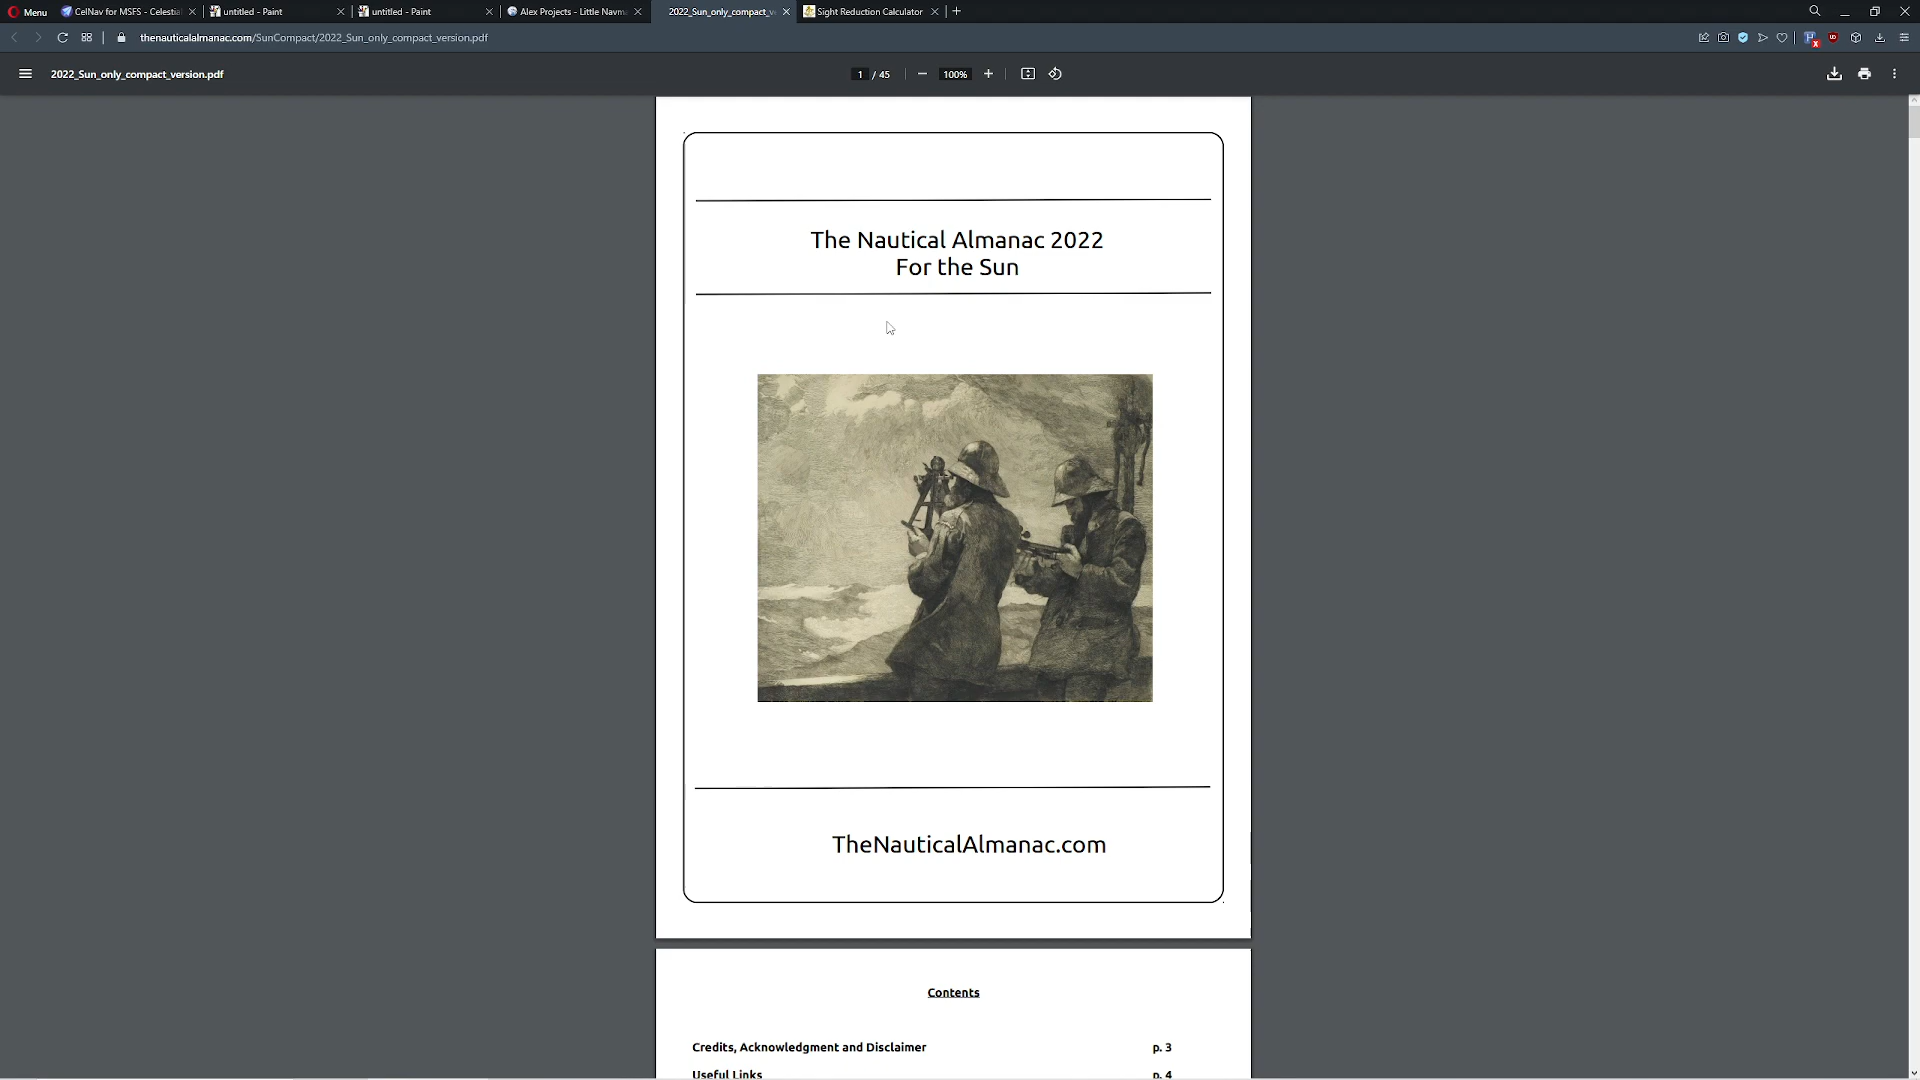 Menu
CelNav for MSFS - Celestial
untitled - Paint
untitled - Paint
Alex Projects - Little Navm
2022_Sun_only_compact_v
Sight Reduction Calculator
thenauticalalmanac.com/SunCompact/2022_Sun_only_compact_version.pdf
2022_Sun_only_compact_version.pdf
1 / 45
100%
The Nautical Almanac 2022
For the Sun
TheNauticalAlmanac.com
Contents
Credits, Acknowledgment and Disclaimer p. 3
Useful Links p. 4